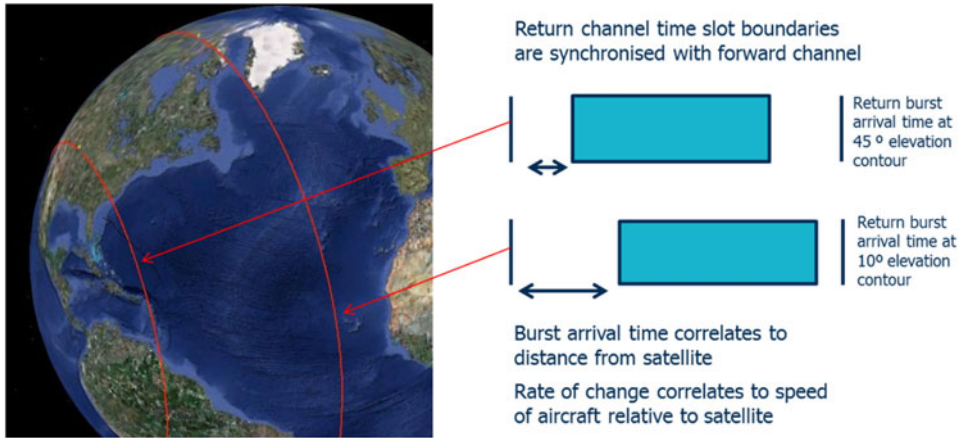 Return channel time slot boundaries
are synchronised with forward channel
Return burst
arrival time at
45 º elevation
contour
Return burst
arrival time at
10º elevation
contour
Burst arrival time correlates to
distance from satellite
Rate of change correlates to speed
of aircraft relative to satellite